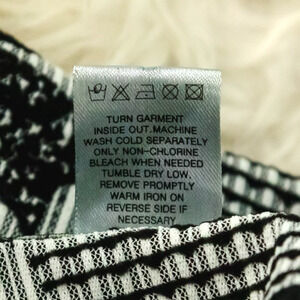 TURN GARMENT
INSIDE OUT.MACHINE
WASH COLD SEPARATELY
ONLY NON-CHLORINE
BLEACH WHEN NEEDED
TUMBLE DRY LOW.
REMOVE PROMPTLY
WARM IRON ON
REVERSE SIDE IF
NECESSARY